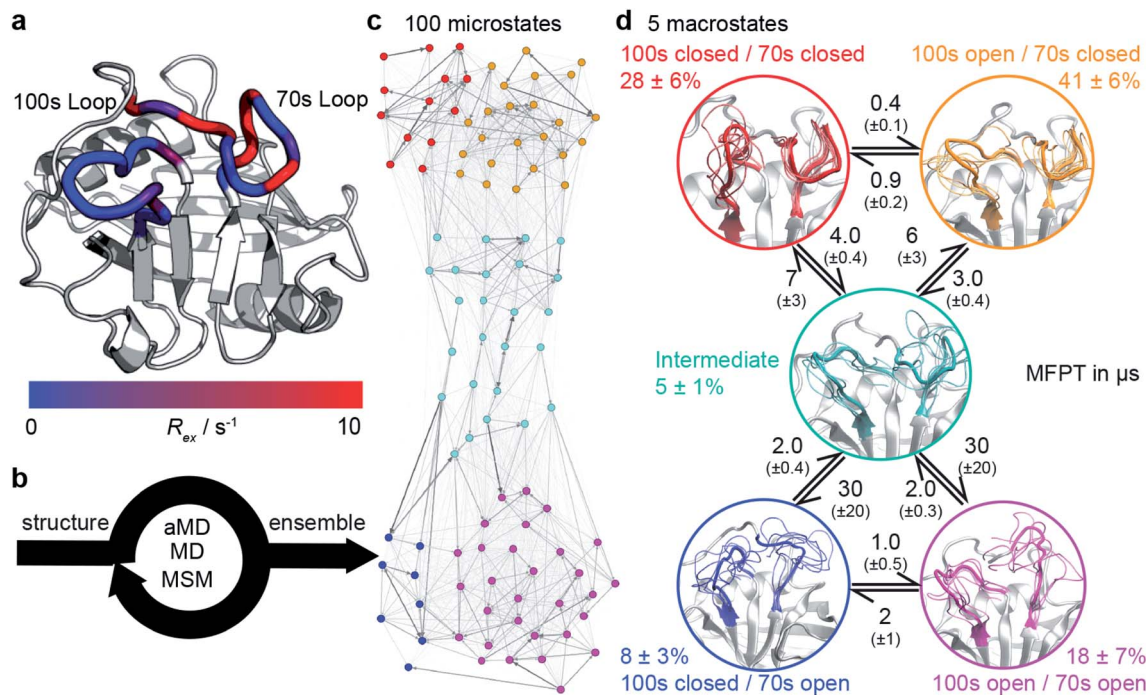 a
100s Loop
70s Loop
0
10
R_ex / s⁻¹
b
structure
aMD
MD
MSM
ensemble
c
100 microstates
d
5 macrostates
100s closed / 70s closed
28 ± 6%
100s open / 70s closed
41 ± 6%
0.4
(±0.1)
0.9
(±0.2)
4.0
(±0.4)
7
(±3)
6
(±3)
3.0
(±0.4)
Intermediate
5 ± 1%
MFPT in µs
2.0
(±0.4)
30
(±20)
30
(±20)
2.0
(±0.3)
1.0
(±0.5)
2
(±1)
8 ± 3%
100s closed / 70s open
18 ± 7%
100s open / 70s open